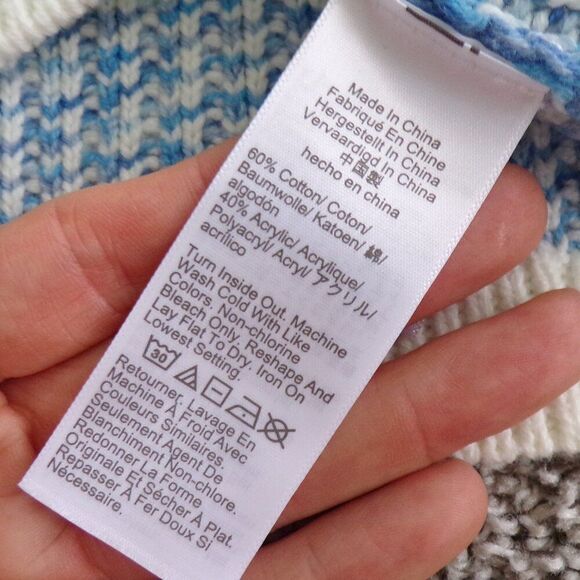 Made In China
Fabriqué En Chine
Hergestellt In China
Vervaardigd in China
中國製
hecho en china
60% Cotton/ Coton/
Baumwolle/ Katoen/ 綿/
algodón
40% Acrylic/ Acrylique/
Polyacryl/ Acryl/ アクリル/
acrílico
Turn Inside Out. Machine
Wash Cold With Like
Colors. Non-chlorine
Bleach Only. Reshape And
Lay Flat To Dry. Iron On
Lowest Setting.
30
Retourner. Lavage En
Machine À Froid Avec
Couleurs Similaires.
Seulement Agent De
Blanchiment Non-chlore.
Redonner La Forme
Originale Et Sécher À Plat.
Repasser À Fer Doux Si
Nécessaire.